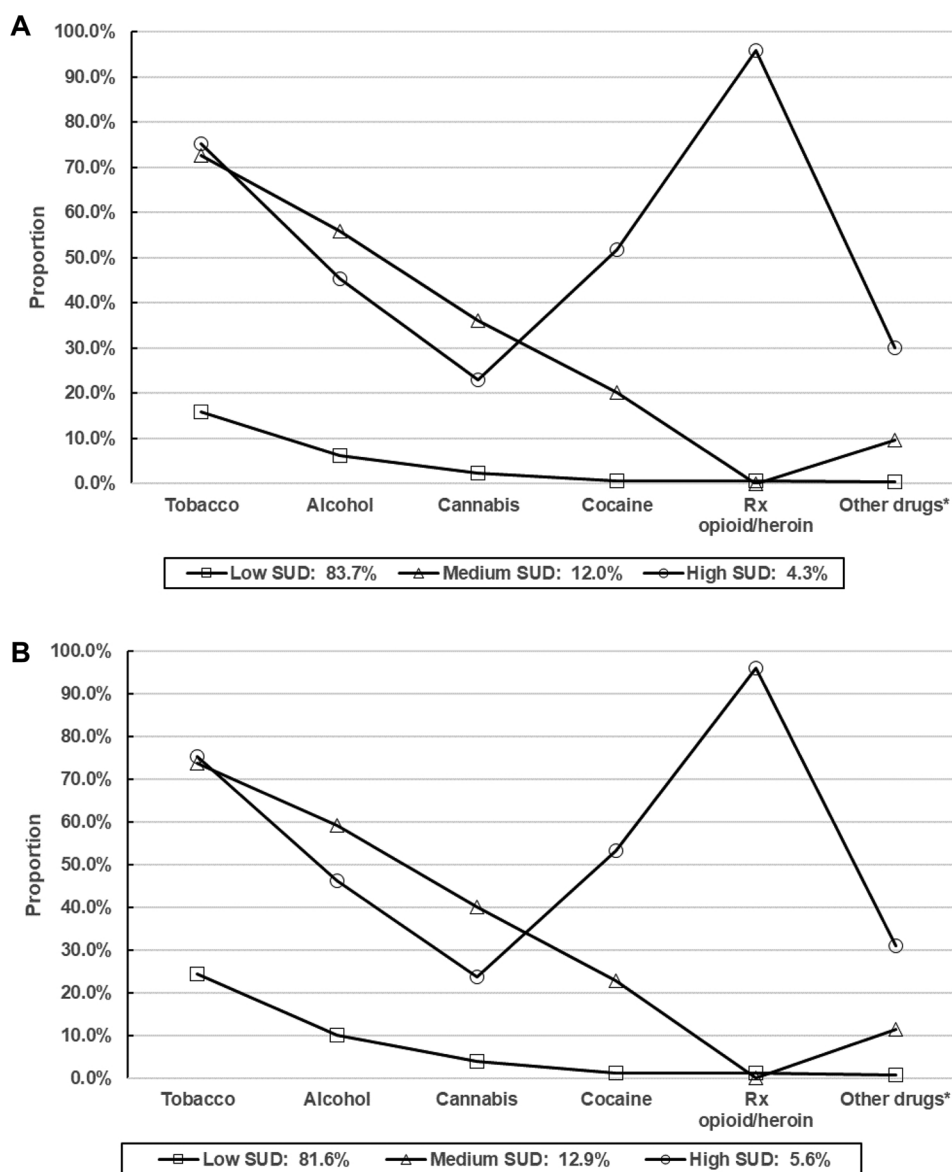 A
100.0%
90.0%
80.0%
70.0%
60.0%
50.0%
40.0%
30.0%
20.0%
10.0%
0.0%
Proportion
Tobacco Alcohol Cannabis Cocaine Rx Other drugs*
opioid/heroin
Low SUD: 83.7% Medium SUD: 12.0% High SUD: 4.3%
B
100.0%
90.0%
80.0%
70.0%
60.0%
50.0%
40.0%
30.0%
20.0%
10.0%
0.0%
Proportion
Tobacco Alcohol Cannabis Cocaine Rx Other drugs*
opioid/heroin
Low SUD: 81.6% Medium SUD: 12.9% High SUD: 5.6%